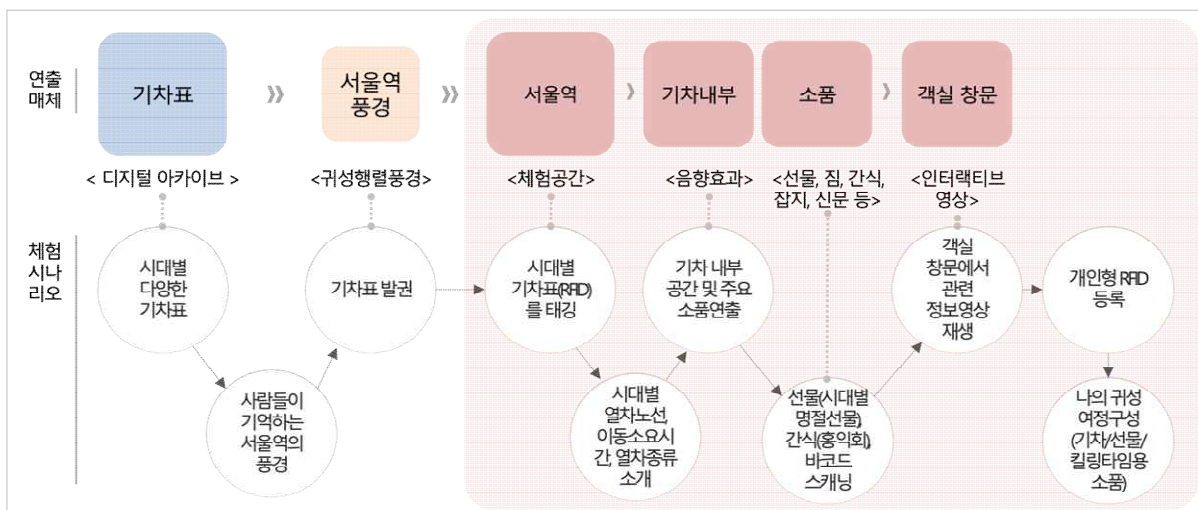 연출
매체
기차표
서울역
풍경
서울역
기차내부
소품
객실 창문
< 디지털 아카이브 >
<귀성행렬풍경>
<체험공간>
<음향효과>
<선물, 짐, 간식,
잡지, 신문 등>
<인터랙티브
영상>
체험
시나
리오
시대별
다양한
기차표
사람들이
기억하는
서울역의
풍경
기차표 발권
시대별
기차표(RFID)
를 태깅
시대별
열차노선,
이동소요시
간, 열차종류
소개
기차 내부
공간 및 주요
소품연출
선물(시대별
명절선물),
간식(홍익회),
바코드
스캐닝
객실
창문에서
관련
정보영상
재생
개인형 RFID
등록
나의 귀성
여정구성
(기차/선물/
킬링타임용
소품)